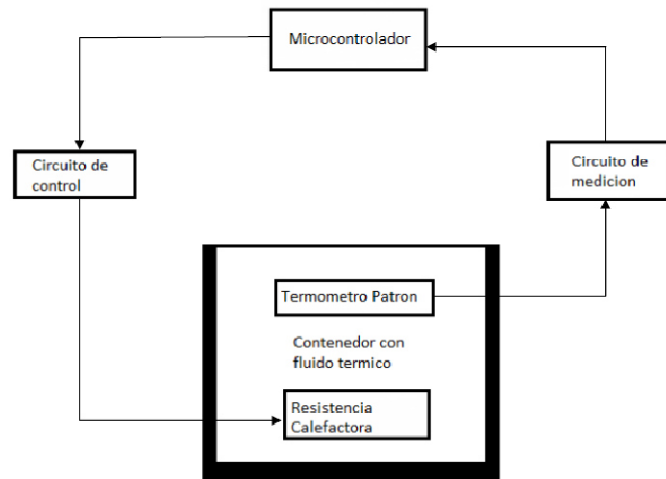 Microcontrolador
Circuito de
control
Circuito de
medicion
Termometro Patron
Contenedor con
fluido termico
Resistencia
Calefactora